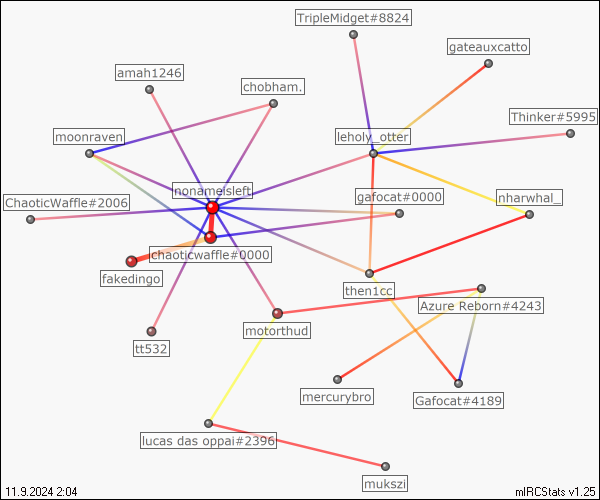 TripleMidget#8824
gateauxcatto
amah1246
chobham.
Thinker#5995
moonraven
leholy_otter
nonameisleft
ChaoticWaffle#2006
gafocat#0000
nharwhal_
chaoticwaffle#0000
fakedingo
then1cc
Azure Reborn#4243
motorthud
tt532
mercurybro
Gafocat#4189
lucas das oppai#2396
mukszi
11.9.2024 2:04
mIRCStats v1.25